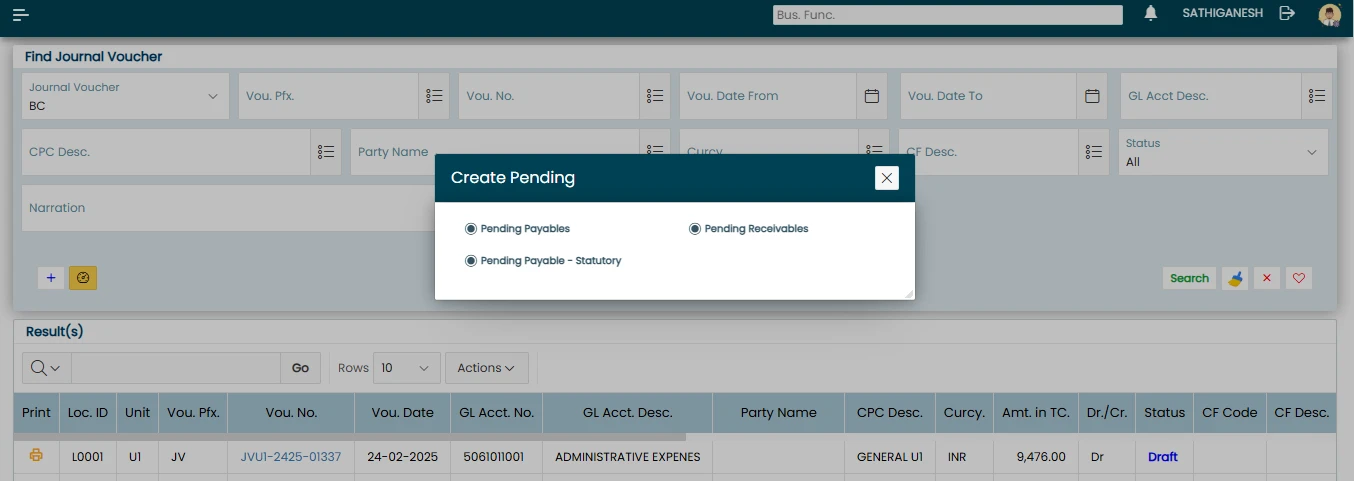 Bus. Func.
SATHIGANESH
Find Journal Voucher
Journal Voucher
BC
Vou. Pfx.
Vou. No.
Vou. Date From
Vou. Date To
GL Acct Desc.
CPC Desc.
Party Name
Curcy.
CF Desc.
Status
All
Narration
Create Pending
Pending Payables
Pending Receivables
Pending Payable - Statutory
+
Search
Result(s)
Go
Rows
10
Actions
Print Loc. ID Unit Vou. Pfx. Vou. No. Vou. Date GL Acct. No. GL Acct. Desc. Party Name CPC Desc. Curcy. Amt. in TC. Dr./Cr. Status CF Code CF Desc.
L0001 U1 JV JVU1-2425-01337 24-02-2025 5061011001 ADMINISTRATIVE EXPENES GENERAL U1 INR 9,476.00 Dr Draft